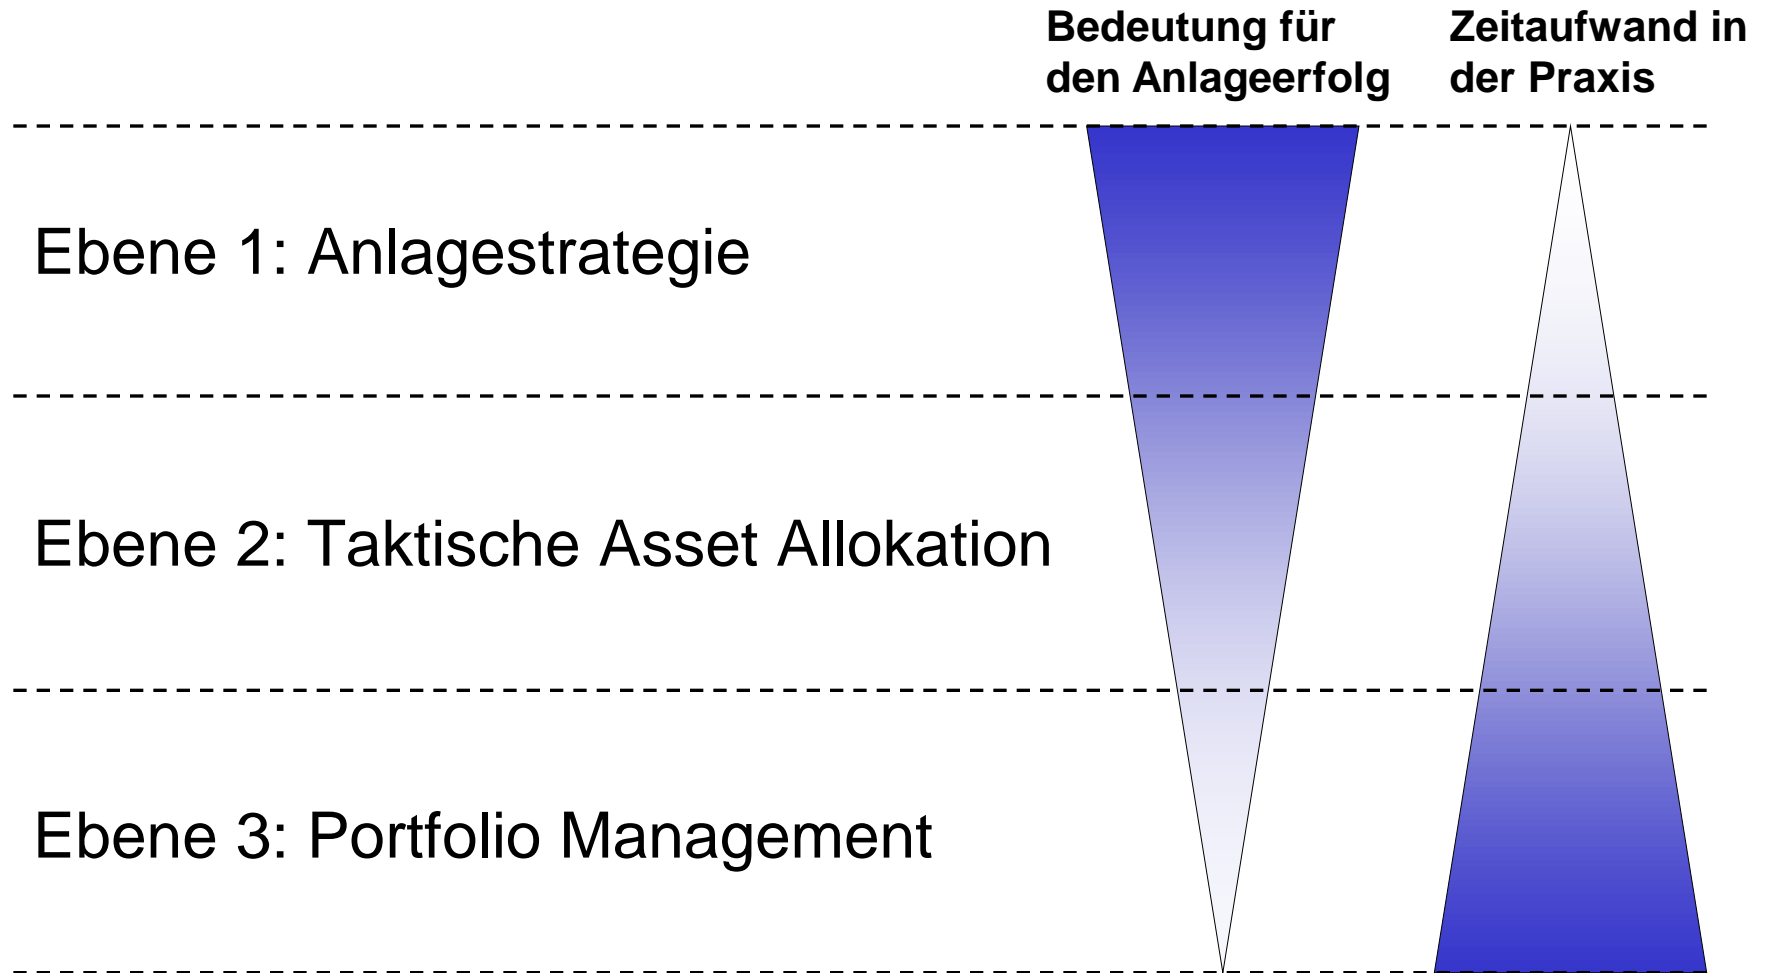 Bedeutung für
den Anlageerfolg
Zeitaufwand in
der Praxis
Ebene 1: Anlagestrategie
Ebene 2: Taktische Asset Allokation
Ebene 3: Portfolio Management